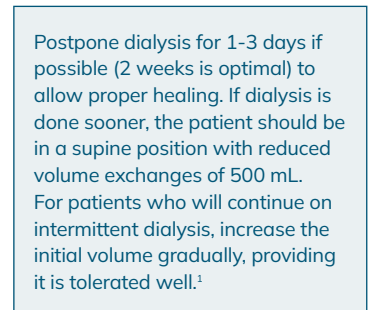 Postpone dialysis for 1-3 days if
possible (2 weeks is optimal) to
allow proper healing. If dialysis is
done sooner, the patient should be
in a supine position with reduced
volume exchanges of 500 mL.
For patients who will continue on
intermittent dialysis, increase the
initial volume gradually, providing
it is tolerated well.¹